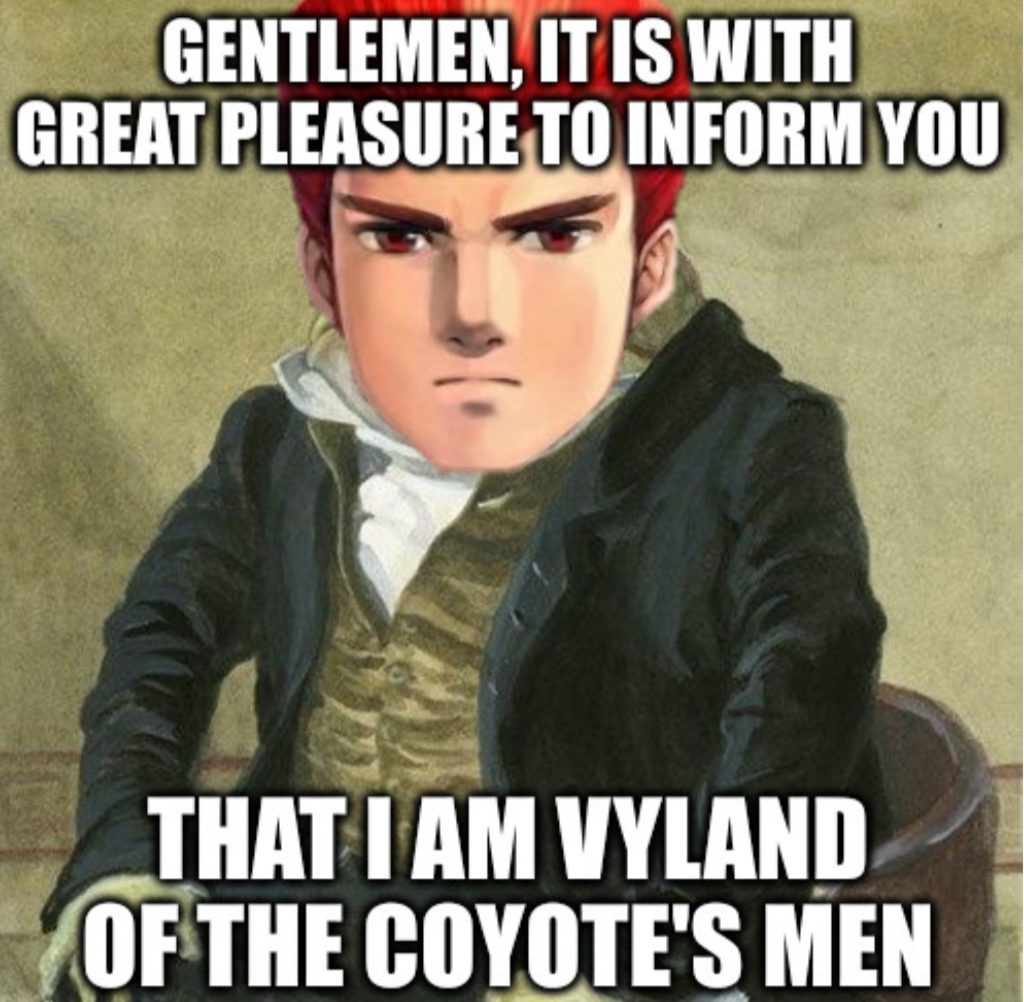 GENTLEMEN, IT IS WITH
GREAT PLEASURE TO INFORM YOU
THAT I AM VYLAND
OF THE COYOTE'S MEN